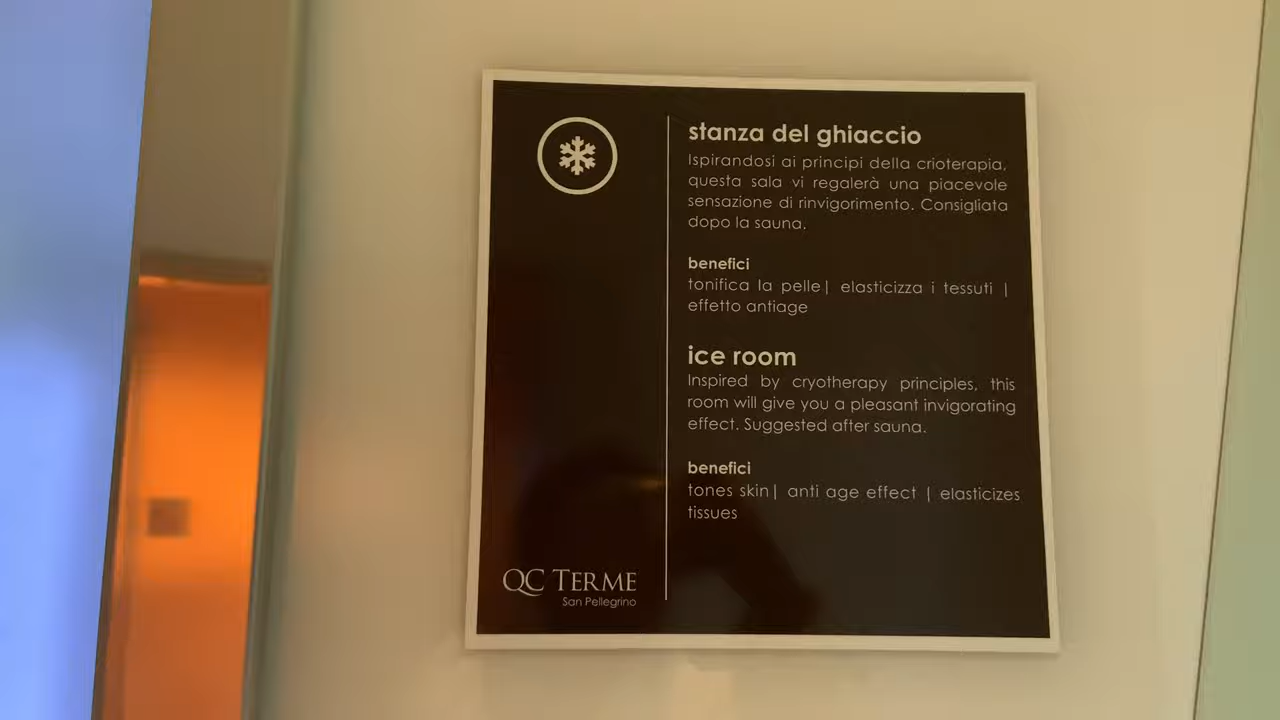 stanza del ghiaccio
Ispirandosi ai principi della crioterapia,
questa sala vi regalerà una piacevole
sensazione di rinvigorimento. Consigliata
dopo la sauna.
benefici
tonifica la pelle| elasticizza i tessuti |
effetto antiage
ice room
Inspired by cryotherapy principles, this
room will give you a pleasant invigorating
effect. Suggested after sauna.
benefici
tones skin| anti age effect | elasticizes
tissues
QC TERME
San Pellegrino